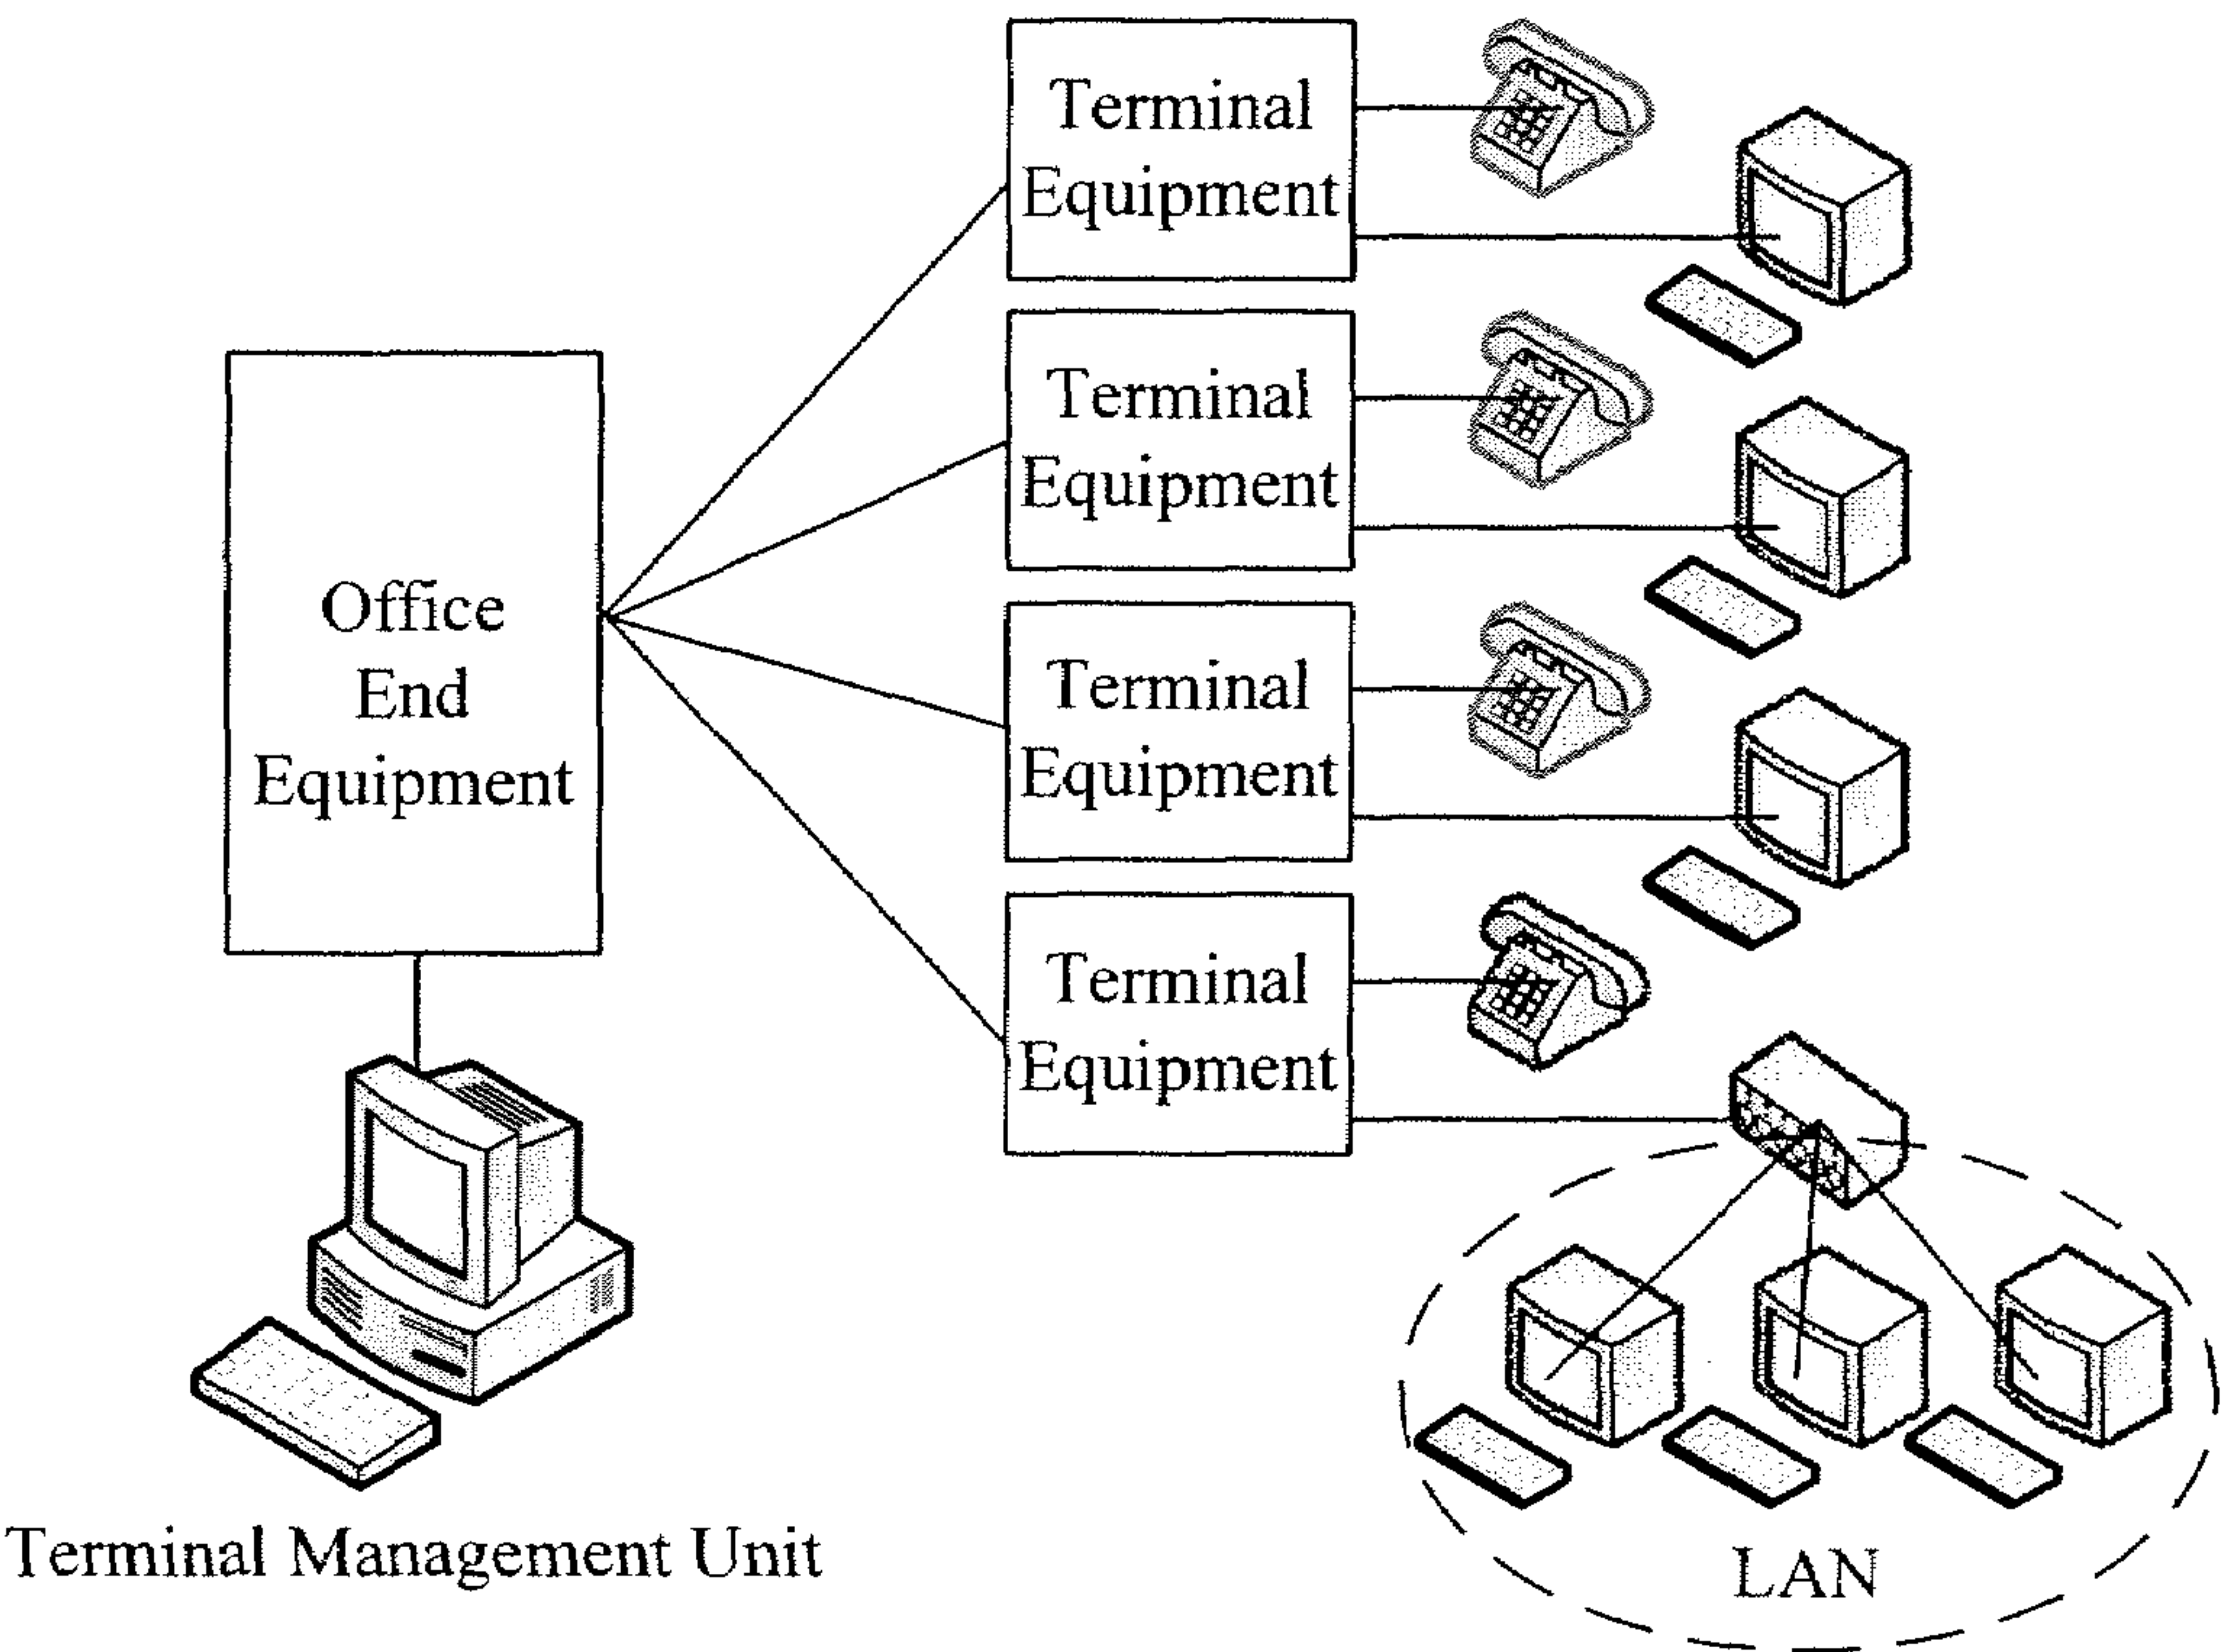 Terminal
Equipment
Terminal
Equipment
Office
End
Equipment
Terminal
Equipment
Terminal
Equipment
Terminal Management Unit
LAN